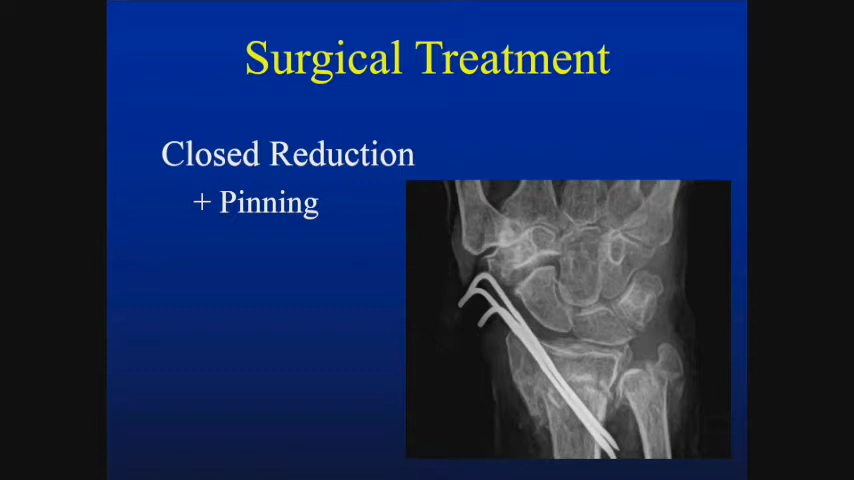 Surgical Treatment
Closed Reduction
+ Pinning